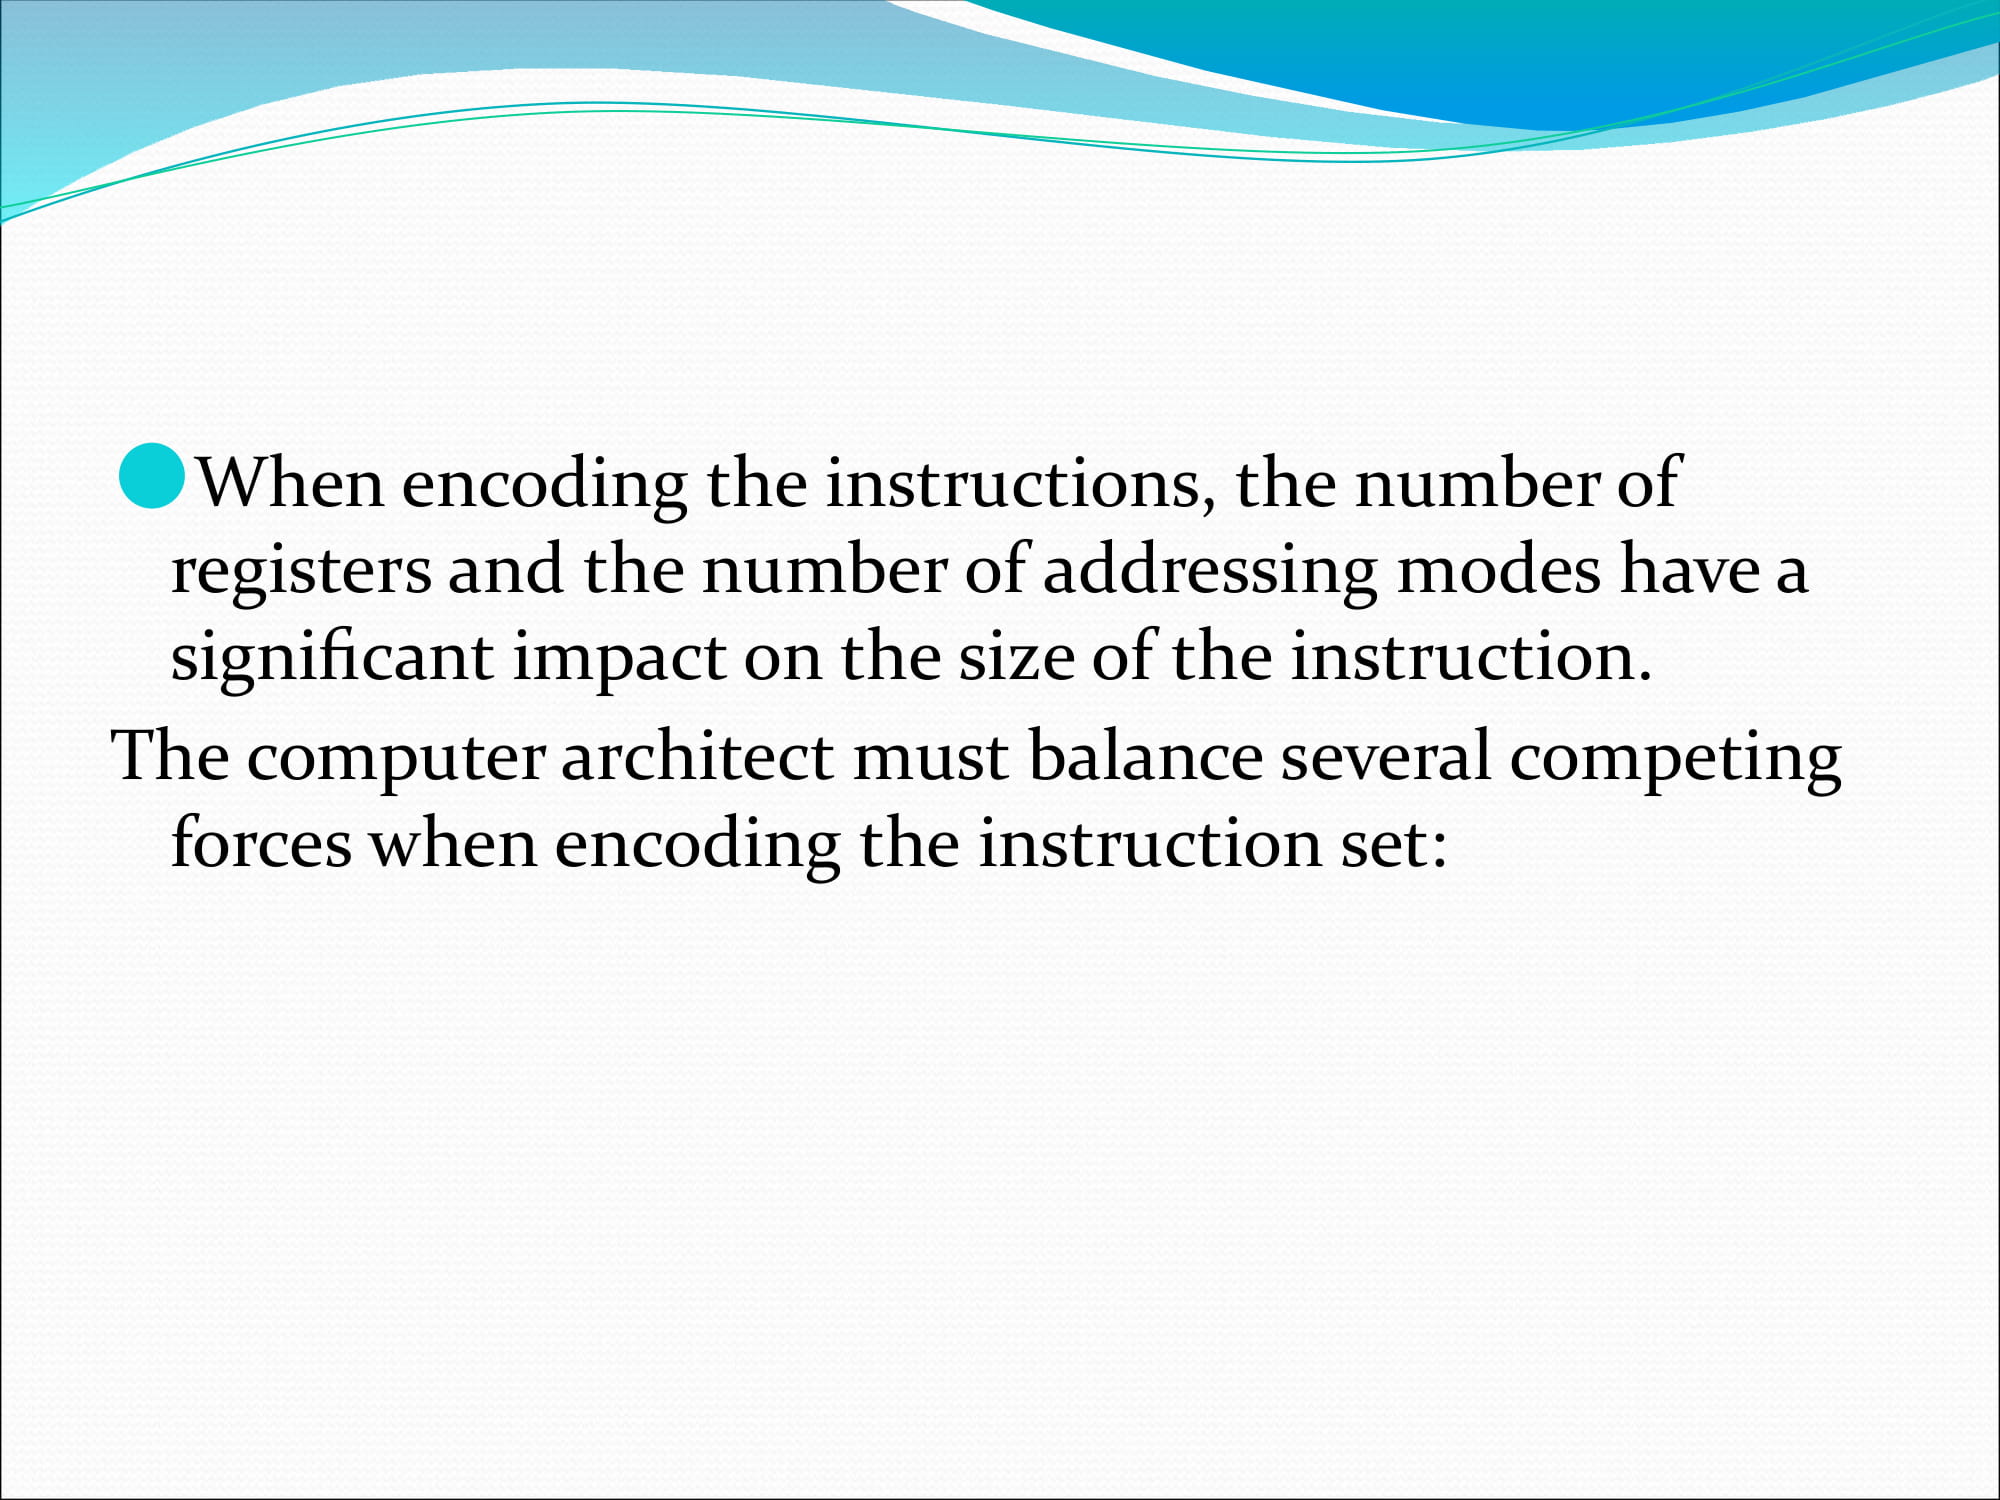 When encoding the instructions, the number of
registers and the number of addressing modes have a
significant impact on the size of the instruction.
The computer architect must balance several competing
forces when encoding the instruction set: